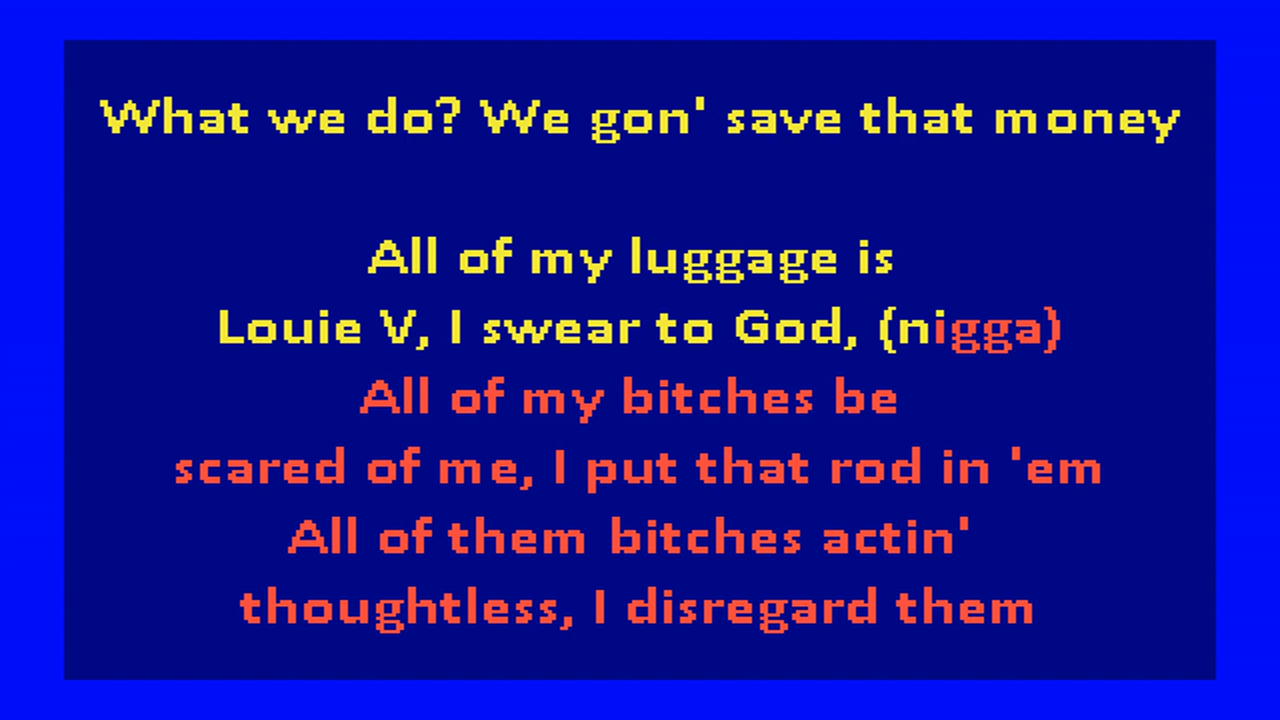 What we do? We gon' save that money
All of my luggage is
Louie V, I swear to God, (nigga)
All of my bitches be
scared of me, I put that rod in 'em
All of them bitches actin'
thoughtless, I disregard them